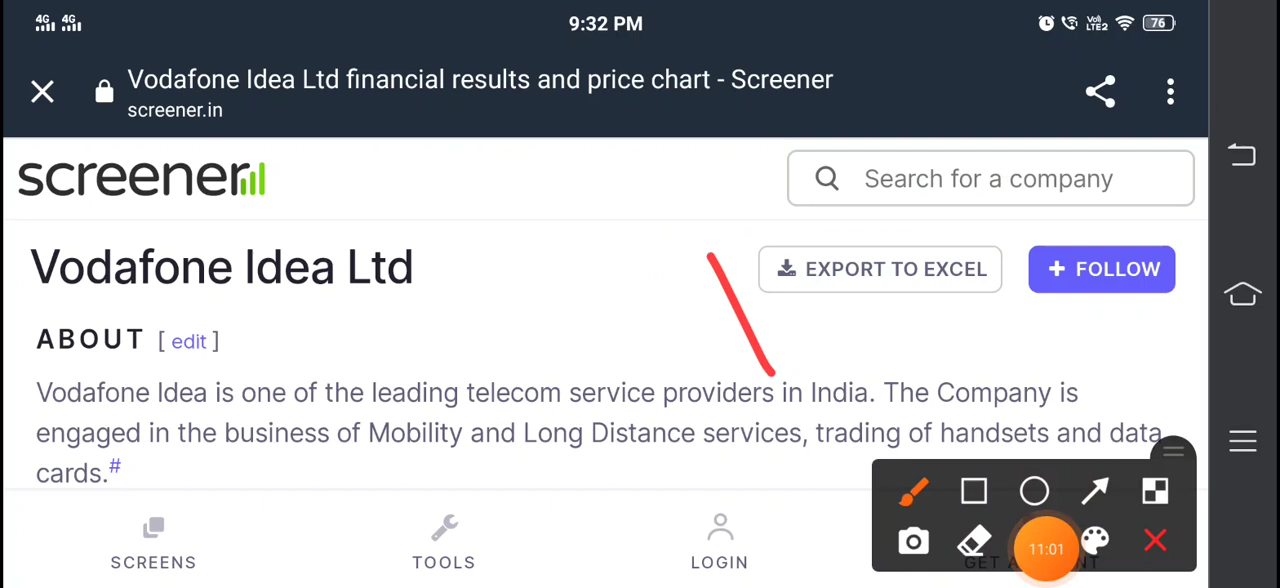 4G 4G 9:32 PM VoI LTE2 76
Vodafone Idea Ltd financial results and price chart - Screener
screener.in
screener Search for a company
Vodafone Idea Ltd EXPORT TO EXCEL + FOLLOW
ABOUT [ edit ]
Vodafone Idea is one of the leading telecom service providers in India. The Company is
engaged in the business of Mobility and Long Distance services, trading of handsets and data
cards.#
11:01
SCREENS TOOLS LOGIN GET A